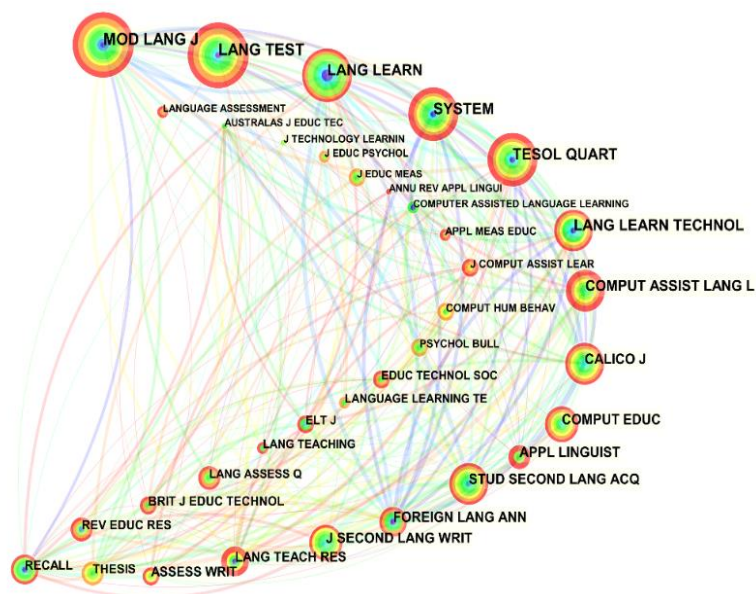 MOD LANG J
LANG TEST
LANG LEARN
LANGUAGE ASSESSMENT
SYSTEM
AUSTRALAS J EDUC TEC
J TECHNOLOGY LEARNIN
J EDUC PSYCHOL
TESOL QUART
J EDUC MEAS
ANNU REV APPL LINGUI
COMPUTER ASSISTED LANGUAGE LEARNING
LANG LEARN TECHNOL
APPL MEAS EDUC
J COMPUT ASSIST LEAR
COMPUT ASSIST LANG L
COMPUT HUM BEHAV
PSYCHOL BULL
CALICO J
EDUC TECHNOL SOC
LANGUAGE LEARNING TE
COMPUT EDUC
ELT J
LANG TEACHING
APPL LINGUIST
LANG ASSESS Q
STUD SECOND LANG ACQ
BRIT J EDUC TECHNOL
FOREIGN LANG ANN
REV EDUC RES
J SECOND LANG WRIT
LANG TEACH RES
RECALL
THESIS
ASSESS WRIT